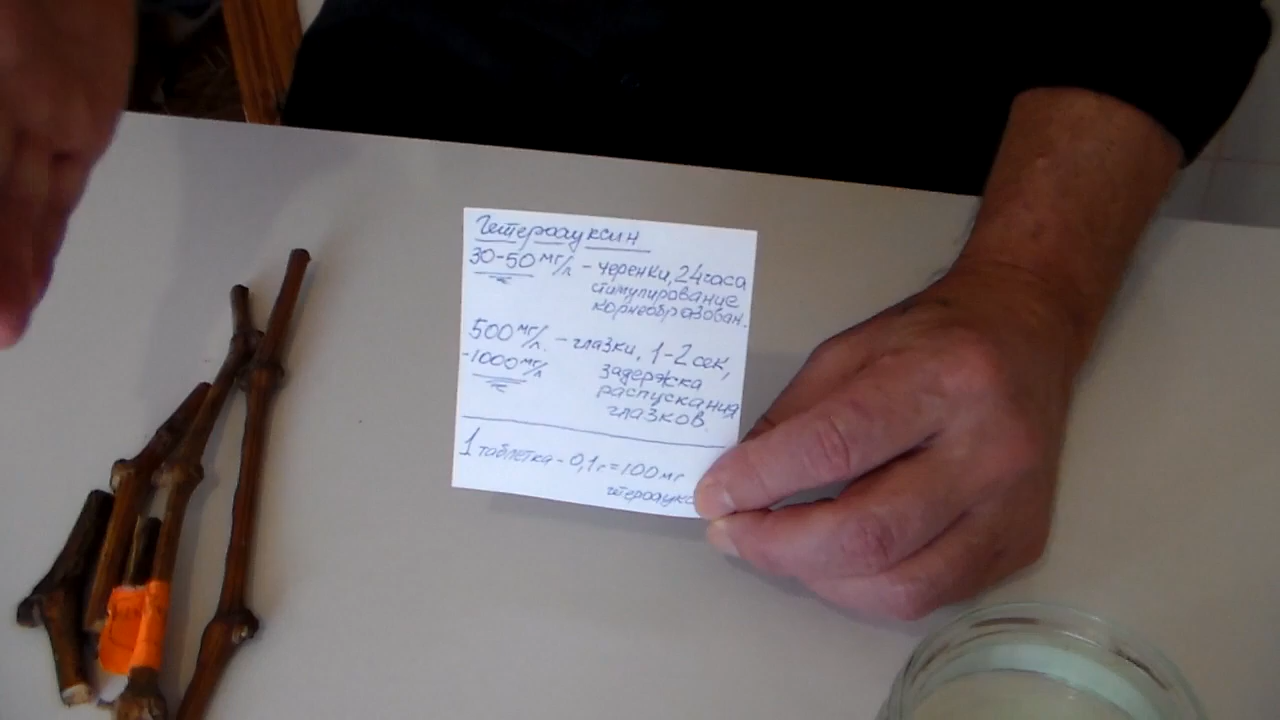 Гетероауксин
30-50 мг/л - черенки, 24 часа
стимулирование
корнеобразован.
500 мг/л. - глазки, 1-2 сек,
-1000 мг/л задержка
распускания
глазков.
1 таблетка - 0,1 г = 100 мг
гетероаукс